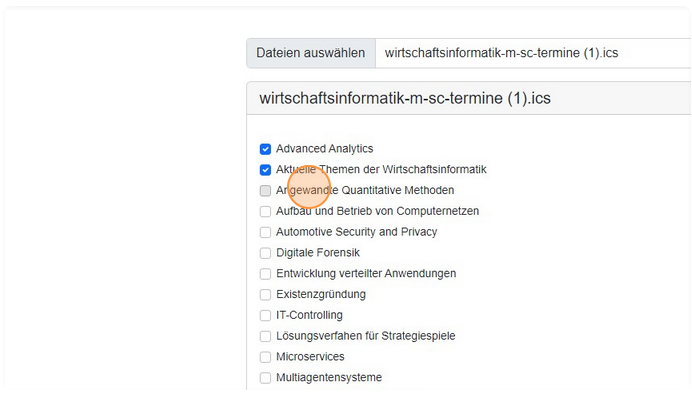 Dateien auswählen wirtschaftsinformatik-m-sc-termine (1).ics
wirtschaftsinformatik-m-sc-termine (1).ics
Advanced Analytics
Aktuelle Themen der Wirtschaftsinformatik
Angewandte Quantitative Methoden
Aufbau und Betrieb von Computernetzen
Automotive Security and Privacy
Digitale Forensik
Entwicklung verteilter Anwendungen
Existenzgründung
IT-Controlling
Lösungsverfahen für Strategiespiele
Microservices
Multiagentensysteme